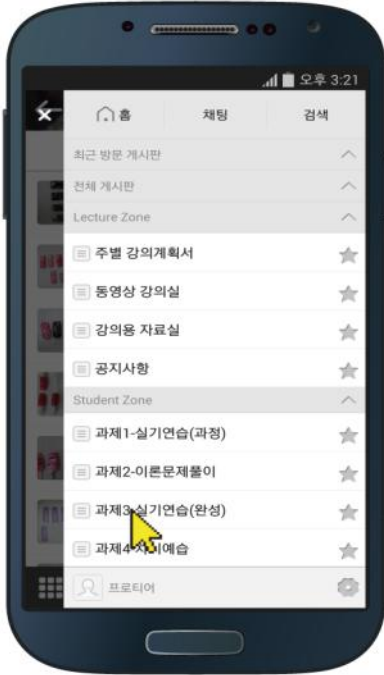 오후 3:21
홈 채팅 검색
최근 방문 게시판
전체 게시판
Lecture Zone
주별 강의계획서
동영상 강의실
강의용 자료실
공지사항
Student Zone
과제1-실기연습(과정)
과제2-이론문제풀이
과제3-실기연습(완성)
과제4 예습
프로티어